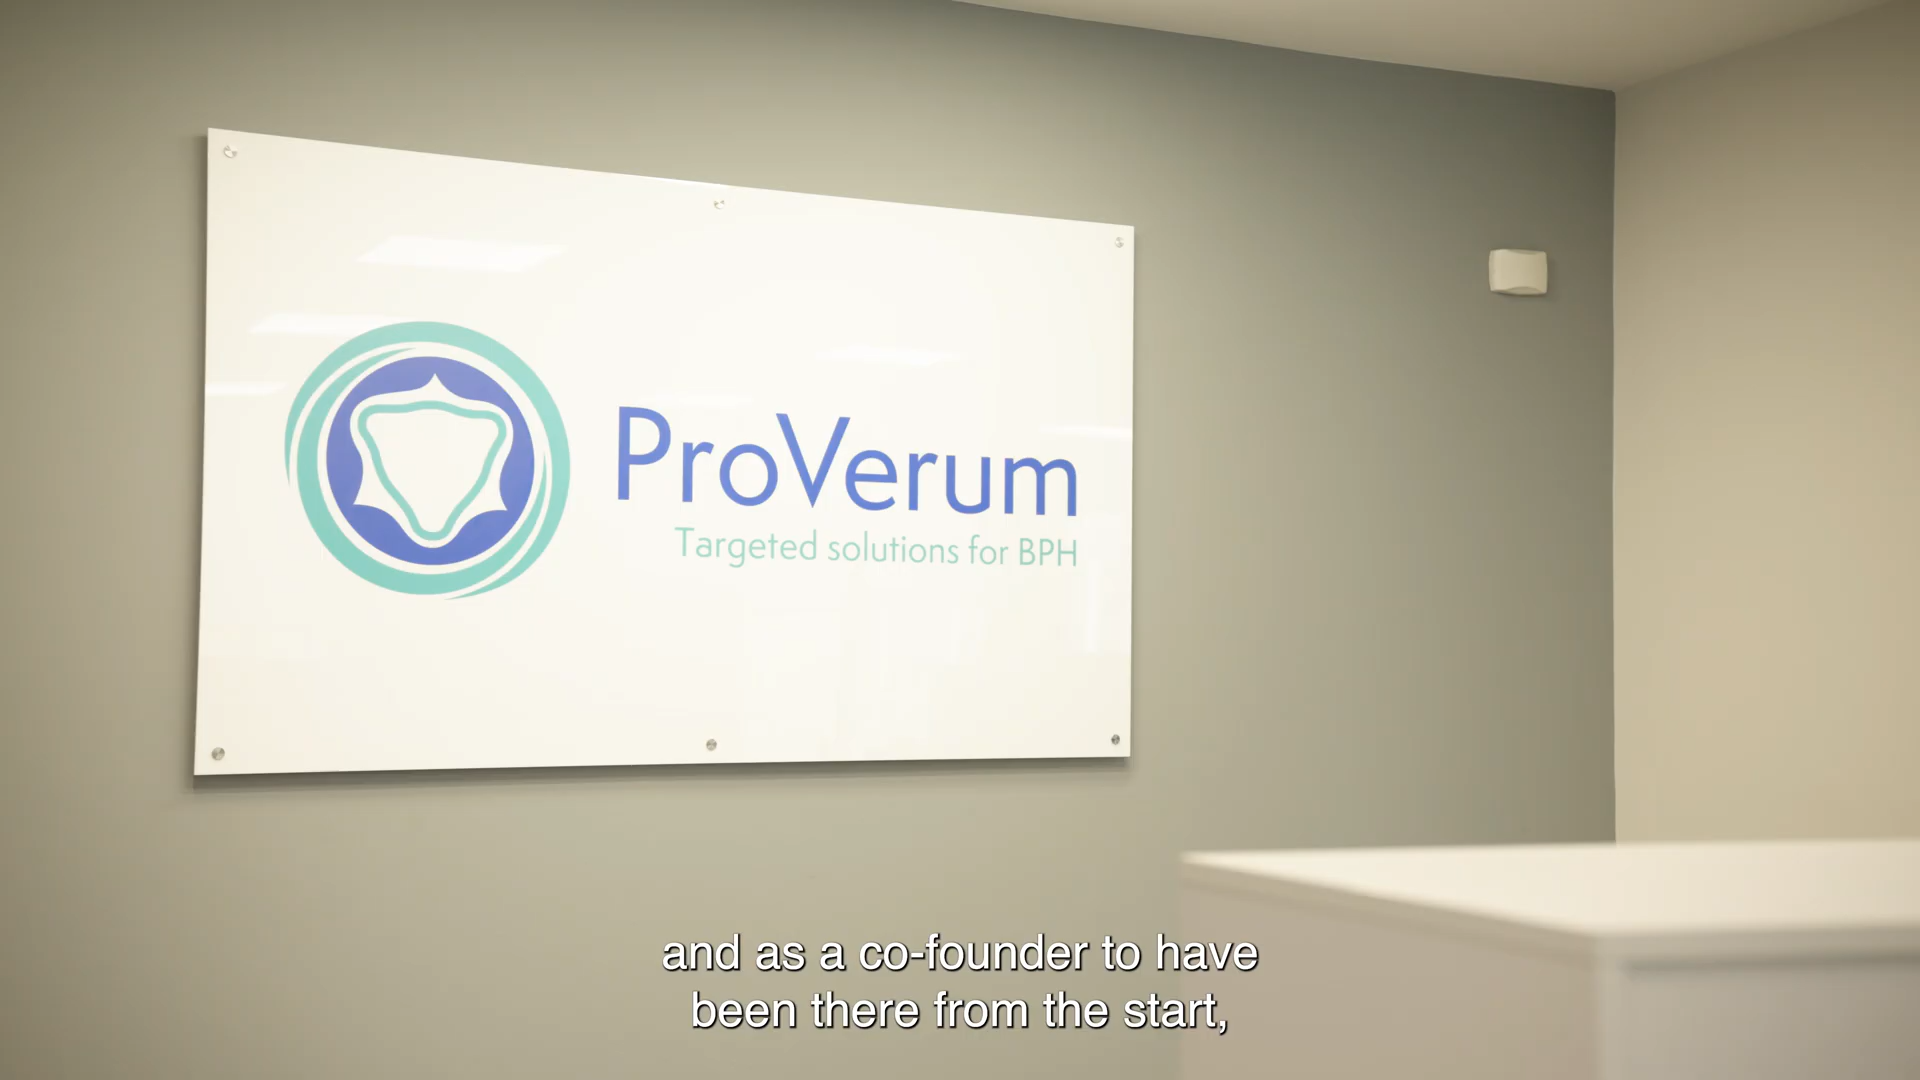 ProVerum
Targeted solutions for BPH
and as a co-founder to have
been there from the start,